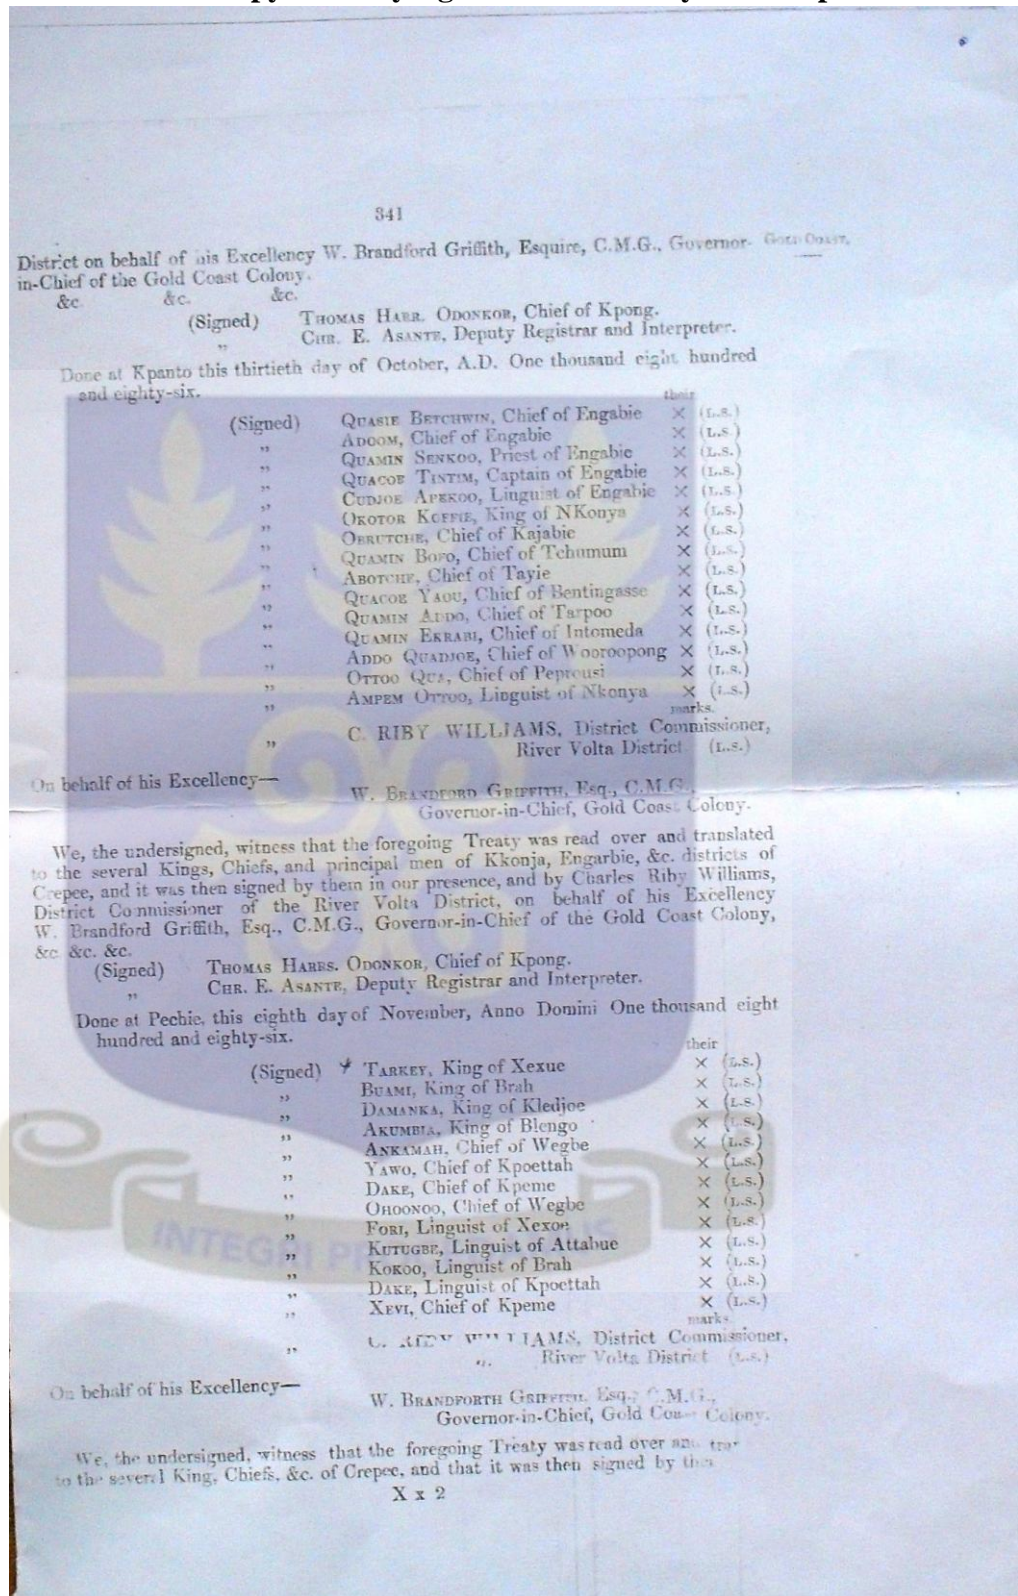 341
District on behalf of his Excellency W. Brandford Griffith, Esquire, C.M.G., Governor- GOLD COAST.
in-Chief of the Gold Coast Colony.
&c. &c. &c.
(Signed) THOMAS HARR. ODONKOR, Chief of Kpong.
„ CHR. E. ASANTE, Deputy Registrar and Interpreter.
Done at Kpanto this thirtieth day of October, A.D. One thousand eight hundred
and eighty-six.
their
(Signed) QUASIE BETCHWIN, Chief of Engabie × (L.S.)
„ ADOOM, Chief of Engabie × (L.S.)
„ QUAMIN SENKOO, Priest of Engabie × (L.S.)
„ QUACOE TINTIM, Captain of Engabie × (L.S.)
„ CUDJOE APEKOO, Linguist of Engabie × (L.S.)
„ OKOTOR KOFFIE, King of NKonya × (L.S.)
„ OBRUTCHE, Chief of Kajabie × (L.S.)
„ QUAMIN BOFO, Chief of Tchumum × (L.S.)
„ ABOTCHE, Chief of Tayie × (L.S.)
„ QUACOE YAOU, Chief of Bentingasse × (L.S.)
„ QUAMIN ADDO, Chief of Tarpoo × (L.S.)
„ QUAMIN EKRABI, Chief of Intomeda × (L.S.)
„ ADDO QUADJOE, Chief of Wooroopong × (L.S.)
„ OTTOO QUA, Chief of Peprousi × (L.S.)
„ AMPEM OTTOO, Linguist of Nkonya × (L.S.)
marks.
C. RIBY WILLIAMS, District Commissioner,
„ River Volta District (L.S.)
On behalf of his Excellency—
W. BRANDFORD GRIFFITH, Esq., C.M.G.,
Governor-in-Chief, Gold Coast Colony.
We, the undersigned, witness that the foregoing Treaty was read over and translated
to the several Kings, Chiefs, and principal men of Kkonja, Engarbie, &c. districts of
Crepee, and it was then signed by them in our presence, and by Charles Riby Williams,
District Commissioner of the River Volta District, on behalf of his Excellency
W. Brandford Griffith, Esq., C.M.G., Governor-in-Chief of the Gold Coast Colony,
&c. &c. &c.
(Signed) THOMAS HARRS. ODONKOR, Chief of Kpong.
„ CHR. E. ASANTE, Deputy Registrar and Interpreter.
Done at Pechie, this eighth day of November, Anno Domini One thousand eight
hundred and eighty-six.
their
(Signed) TARKEY, King of Xexue × (L.S.)
„ BUAMI, King of Brah × (L.S.)
„ DAMANKA, King of Kledjoe × (L.S.)
„ AKUMBIA, King of Blengo × (L.S.)
„ ANKAMAH, Chief of Wegbe × (L.S.)
„ YAWO, Chief of Kpoettah × (L.S.)
„ DAKE, Chief of Kpeme × (L.S.)
„ OHOONOO, Chief of Wegbe × (L.S.)
„ FORI, Linguist of Xexoe × (L.S.)
„ KUTUGBE, Linguist of Attabue × (L.S.)
„ KOKOO, Linguist of Brah × (L.S.)
„ DAKE, Linguist of Kpoettah × (L.S.)
„ XEVI, Chief of Kpeme × (L.S.)
marks.
„ C. RIBY WILLIAMS, District Commissioner,
River Volta District (L.S.)
On behalf of his Excellency—
W. BRANDFORTH GRIFFITH, Esq., C.M.G.,
Governor-in-Chief, Gold Coast Colony.
We, the undersigned, witness that the foregoing Treaty was read over and
to the several King, Chiefs, &c. of Crepee, and that it was then signed by
X x 2
INTEGRI PR